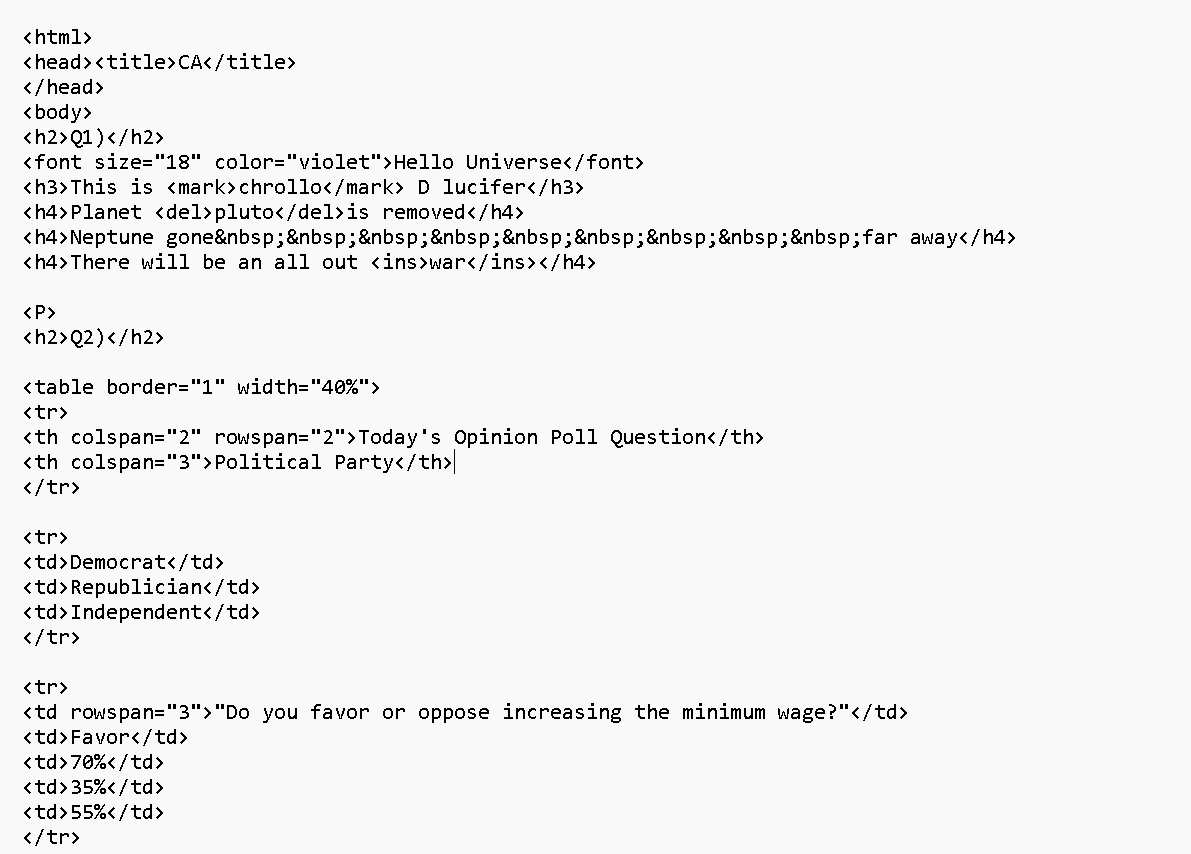 <html>
<head><title>CA</title>
</head>
<body>
<h2>Q1)</h2>
<font size="18" color="violet">Hello Universe</font>
<h3>This is <mark>chrollo</mark> D lucifer</h3>
<h4>Planet <del>pluto</del>is removed</h4>
<h4>Neptune gone&nbsp;&nbsp;&nbsp;&nbsp;&nbsp;&nbsp;&nbsp;&nbsp;&nbsp;far away</h4>
<h4>There will be an all out <ins>war</ins></h4>
<P>
<h2>Q2)</h2>
<table border="1" width="40%">
<tr>
<th colspan="2" rowspan="2">Today's Opinion Poll Question</th>
<th colspan="3">Political Party</th>
</tr>
<tr>
<td>Democrat</td>
<td>Republician</td>
<td>Independent</td>
</tr>
<tr>
<td rowspan="3">"Do you favor or oppose increasing the minimum wage?"</td>
<td>Favor</td>
<td>70%</td>
<td>35%</td>
<td>55%</td>
</tr>